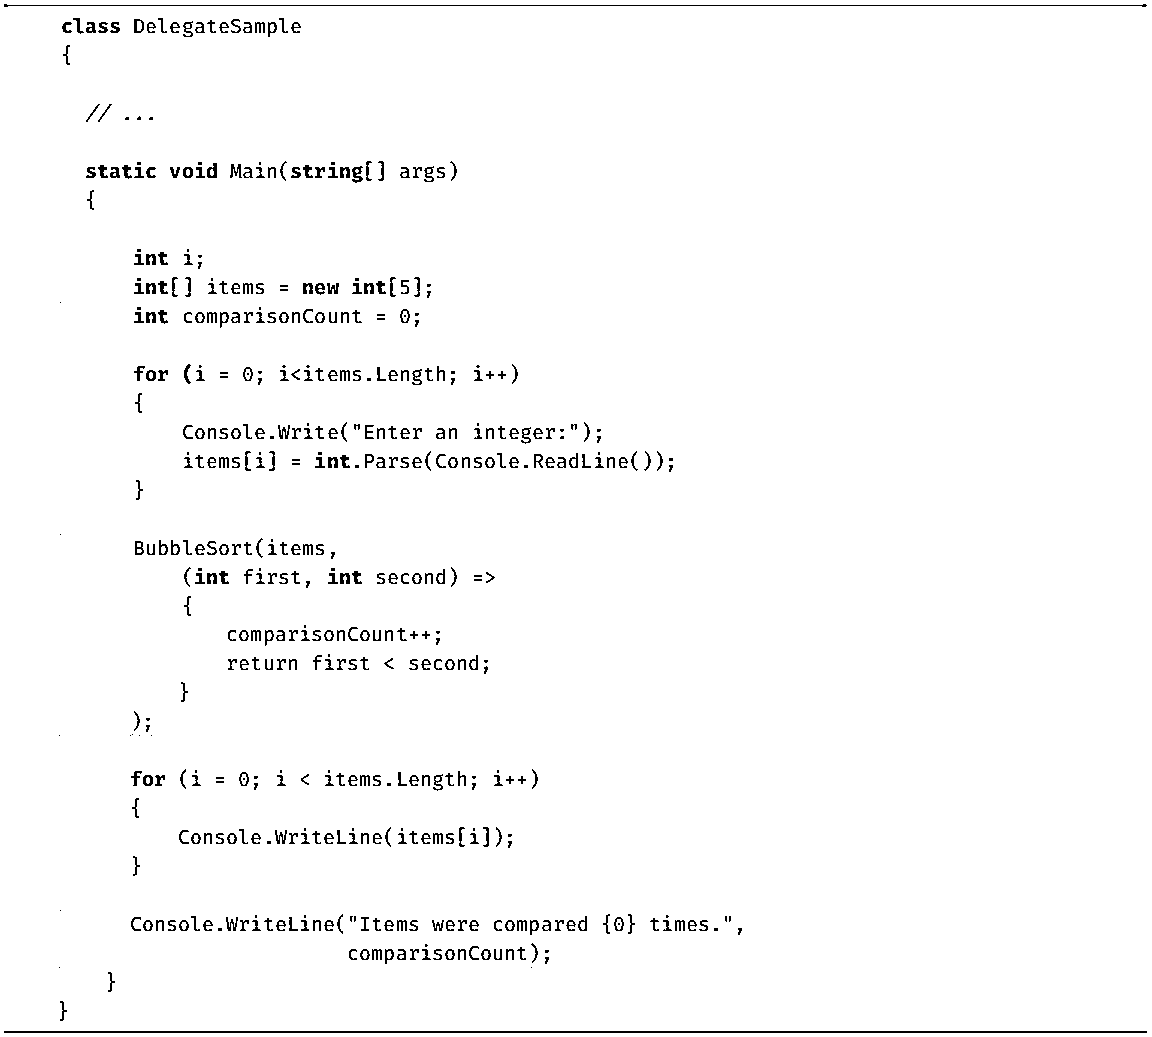 class DelegateSample
{
// ...
static void Main(string[] args)
{
int i;
int[] items = new int[5];
int comparisonCount = 0;
for (i = 0; i<items.Length; i++)
{
Console.Write("Enter an integer:");
items[i] = int.Parse(Console.ReadLine());
}
BubbleSort(items,
(int first, int second) =>
{
comparisonCount++;
return first < second;
}
);
for (i = 0; i < items.Length; i++)
{
Console.WriteLine(items[i]);
}
Console.WriteLine("Items were compared {0} times.",
comparisonCount);
}
}